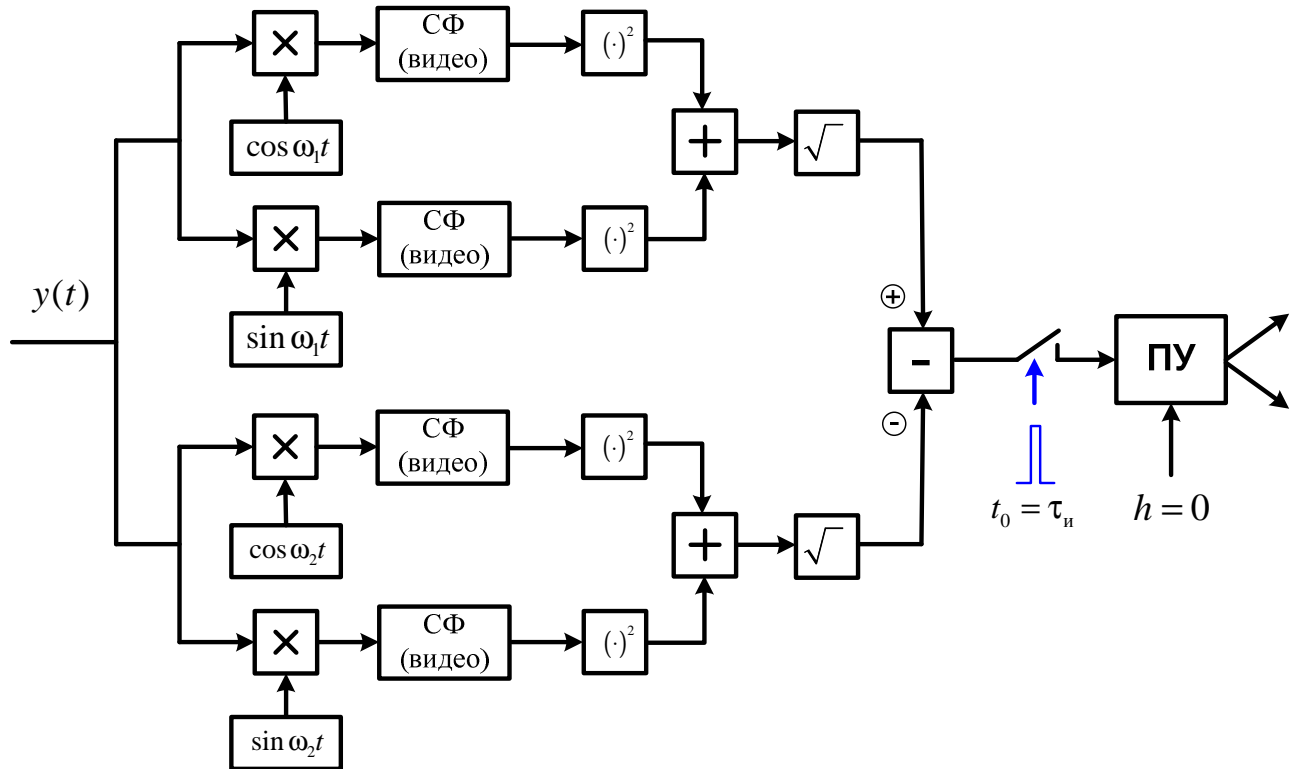 СФ
(видео)
(·)²
cos ω₁t
+
√
СФ
(видео)
(·)²
y(t)
sin ω₁t
+
-
ПУ
СФ
(видео)
(·)²
-
t₀ = τи
h = 0
cos ω₂t
+
√
СФ
(видео)
(·)²
sin ω₂t